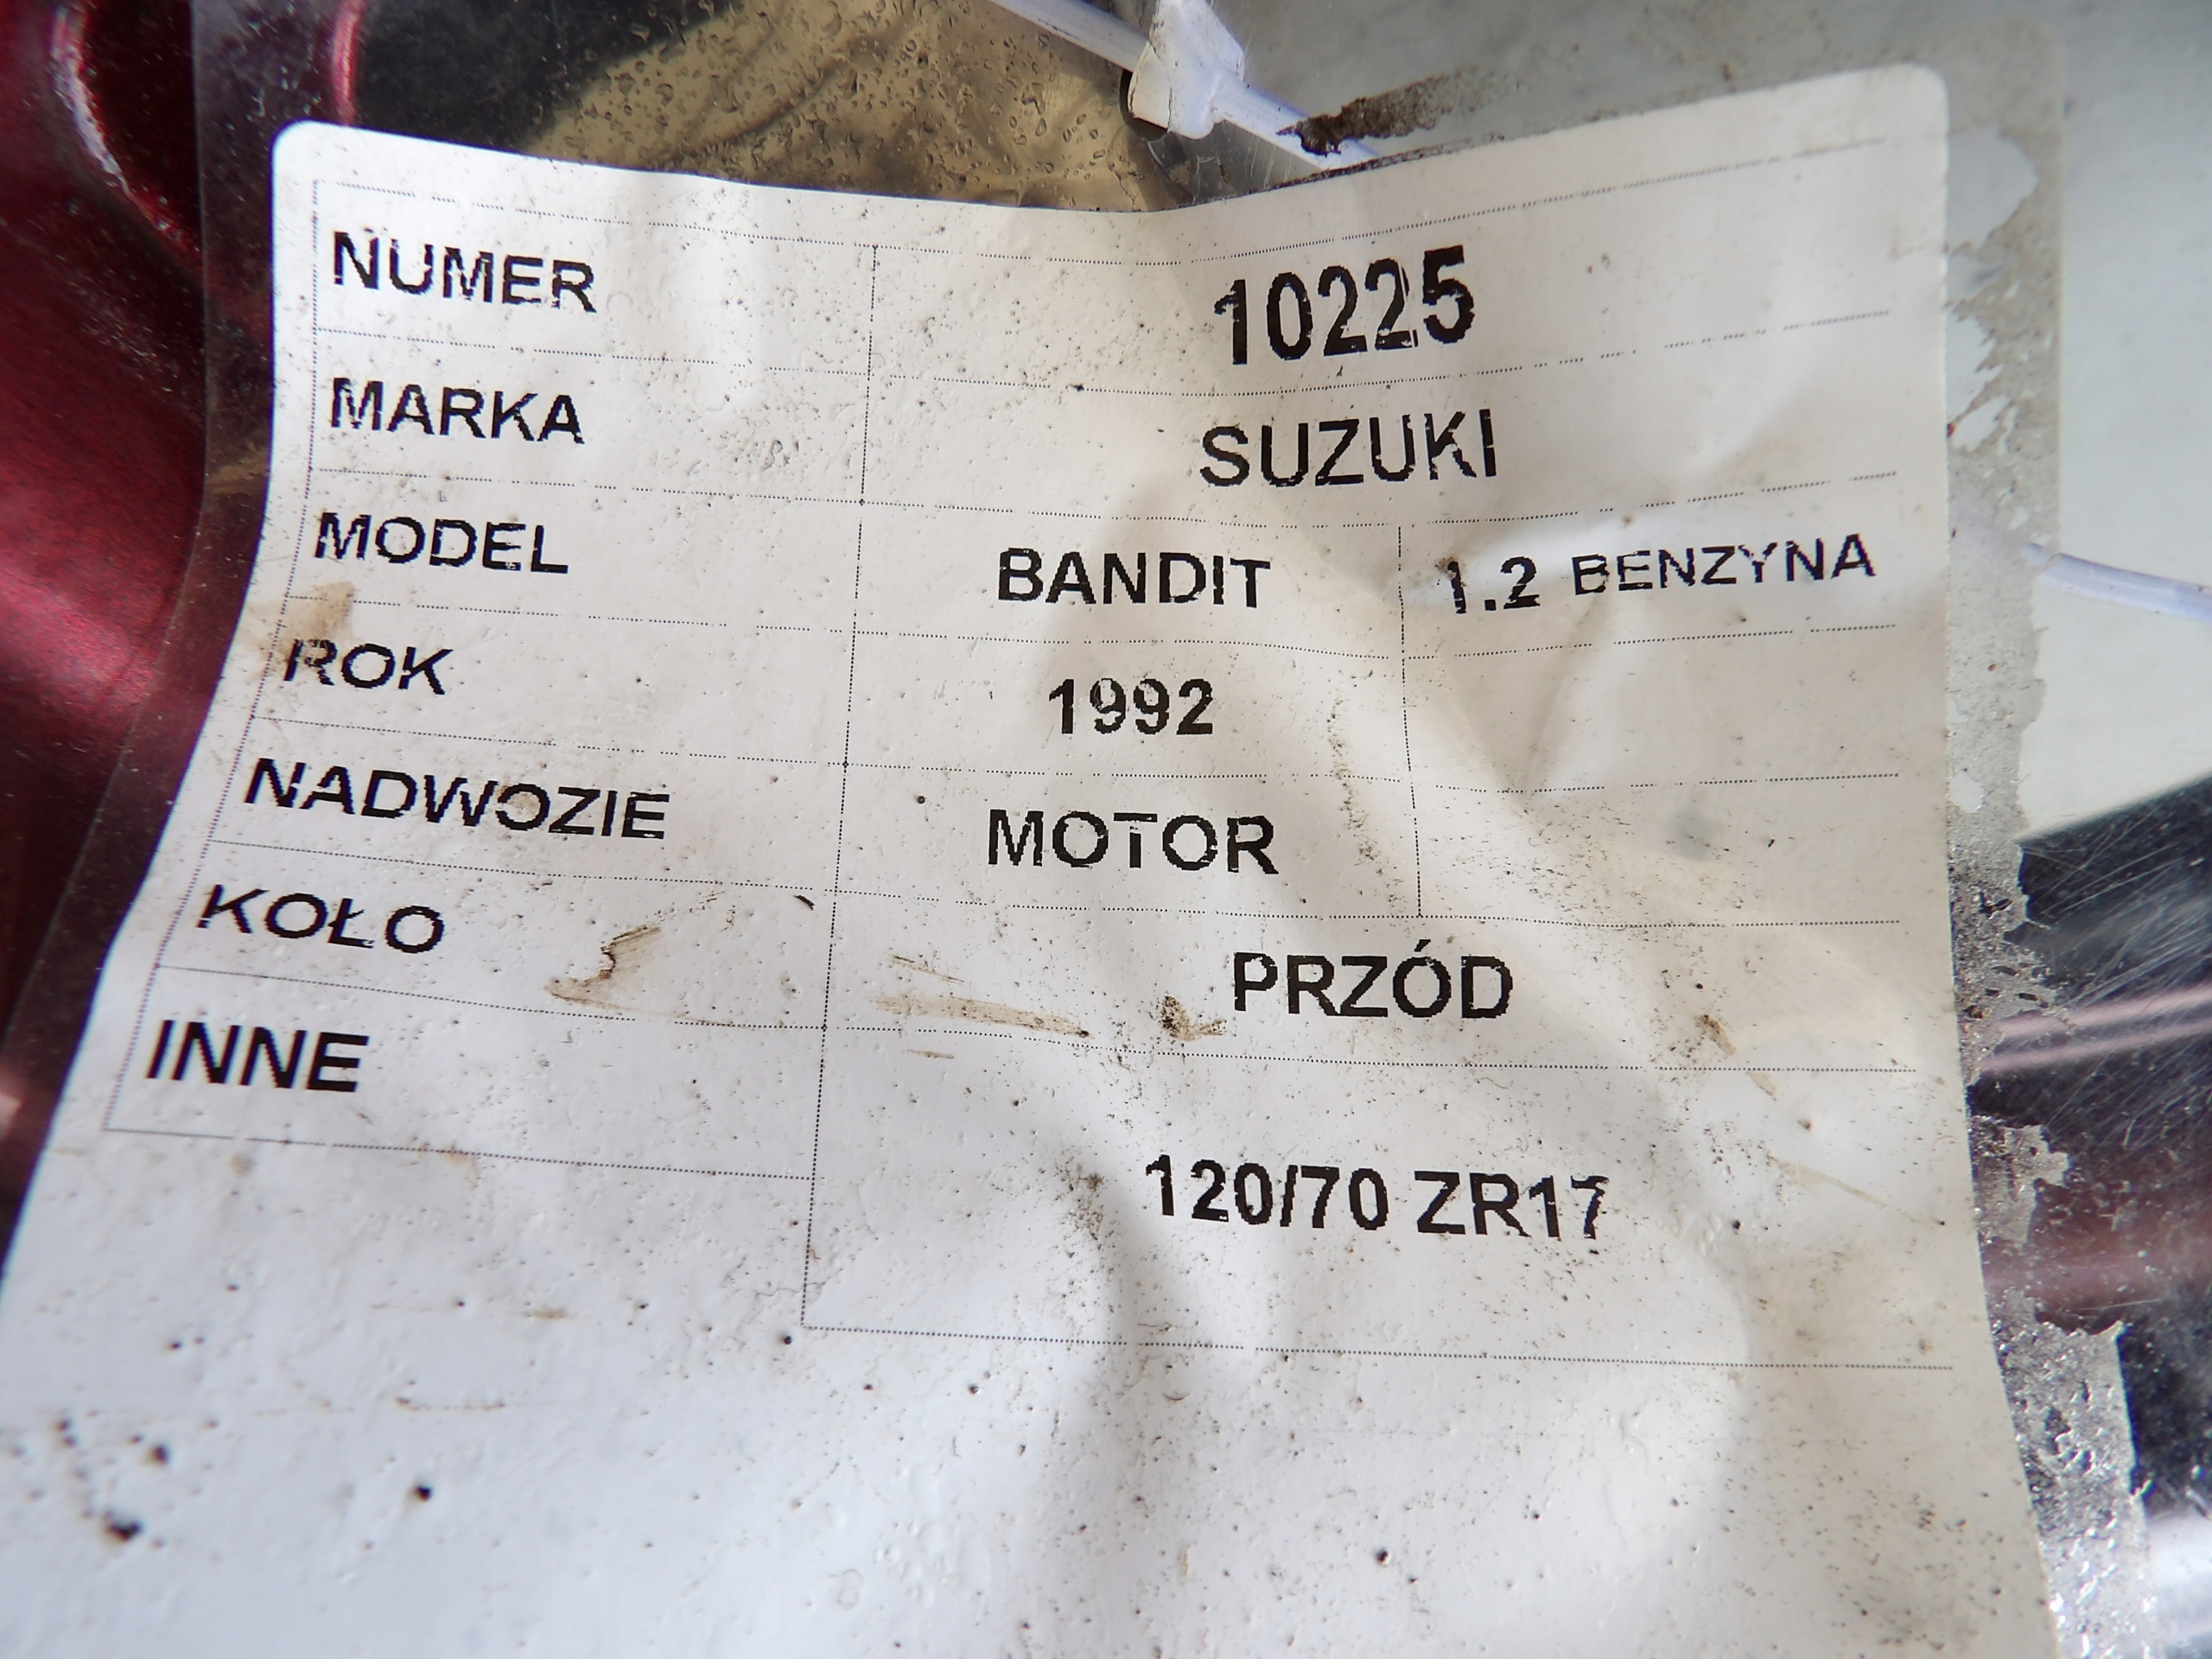 NUMER 10225
MARKA SUZUKI
MODEL BANDIT 1.2 BENZYNA
ROK 1992
NADWOZIE MOTOR
KOŁO PRZÓD
INNE 120/70 ZR17